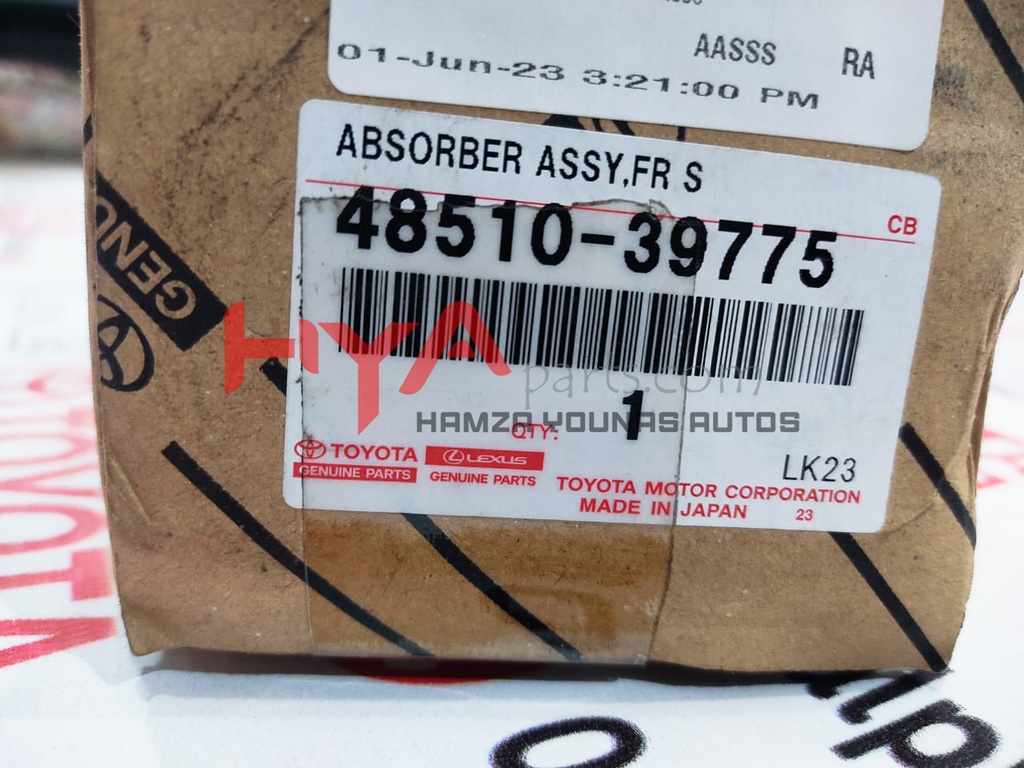 AASSS RA
01-Jun-23 3:21:00 PM
ABSORBER ASSY,FR S
48510-39775
CB
GENU
GENUINE
HYA
parts.com
1
HAMZA YOUNAS AUTOS
QTY:
LK23
TOYOTA LEXUS
GENUINE PARTS GENUINE PARTS
TOYOTA MOTOR CORPORATION
MADE IN JAPAN 23
TOYOT